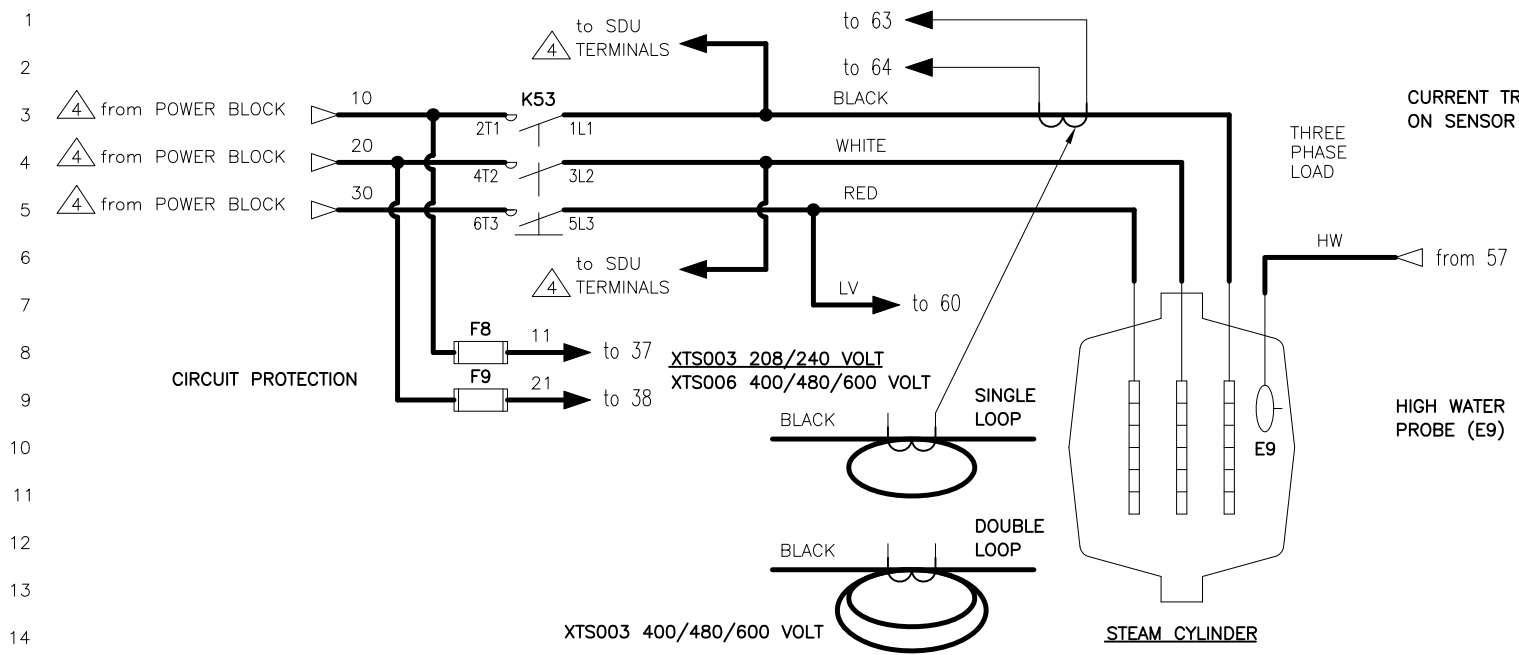 1
to SDU
TERMINALS
4
to 63
2
to 64
3
4
from POWER BLOCK
10
K53
2T1
1L1
BLACK
CURRENT TR
ON SENSOR
4
4
from POWER BLOCK
20
4T2
3L2
WHITE
THREE
PHASE
LOAD
5
4
from POWER BLOCK
30
6T3
5L3
RED
6
to SDU
TERMINALS
4
HW
from 57
7
LV
to 60
8
F8
11
to 37
XTS003 208/240 VOLT
XTS006 400/480/600 VOLT
CIRCUIT PROTECTION
9
F9
21
to 38
SINGLE
LOOP
BLACK
HIGH WATER
PROBE (E9)
10
E9
11
12
DOUBLE
LOOP
BLACK
13
14
XTS003 400/480/600 VOLT
STEAM CYLINDER